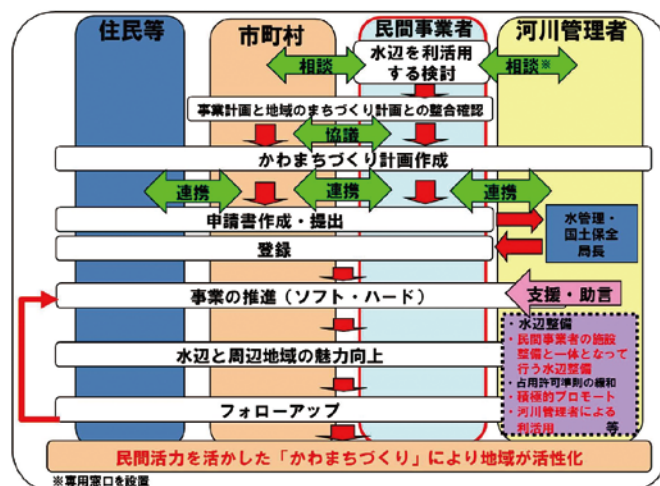 住民等
市町村
民間事業者
河川管理者
相談
水辺を利活用
する検討
相談※
事業計画と地域のまちづくり計画との整合確認
協議
かわまちづくり計画作成
連携
連携
連携
申請書作成・提出
水管理・
国土保全
局長
登録
事業の推進（ソフト・ハード）
支援・助言
・水辺整備
・民間事業者の施設
整備と一体となって
行う水辺整備
・占用許可準則の緩和
・積極的プロモート
・河川管理者による
利活用 等
水辺と周辺地域の魅力向上
フォローアップ
民間活力を活かした「かわまちづくり」により地域が活性化
※専用窓口を設置